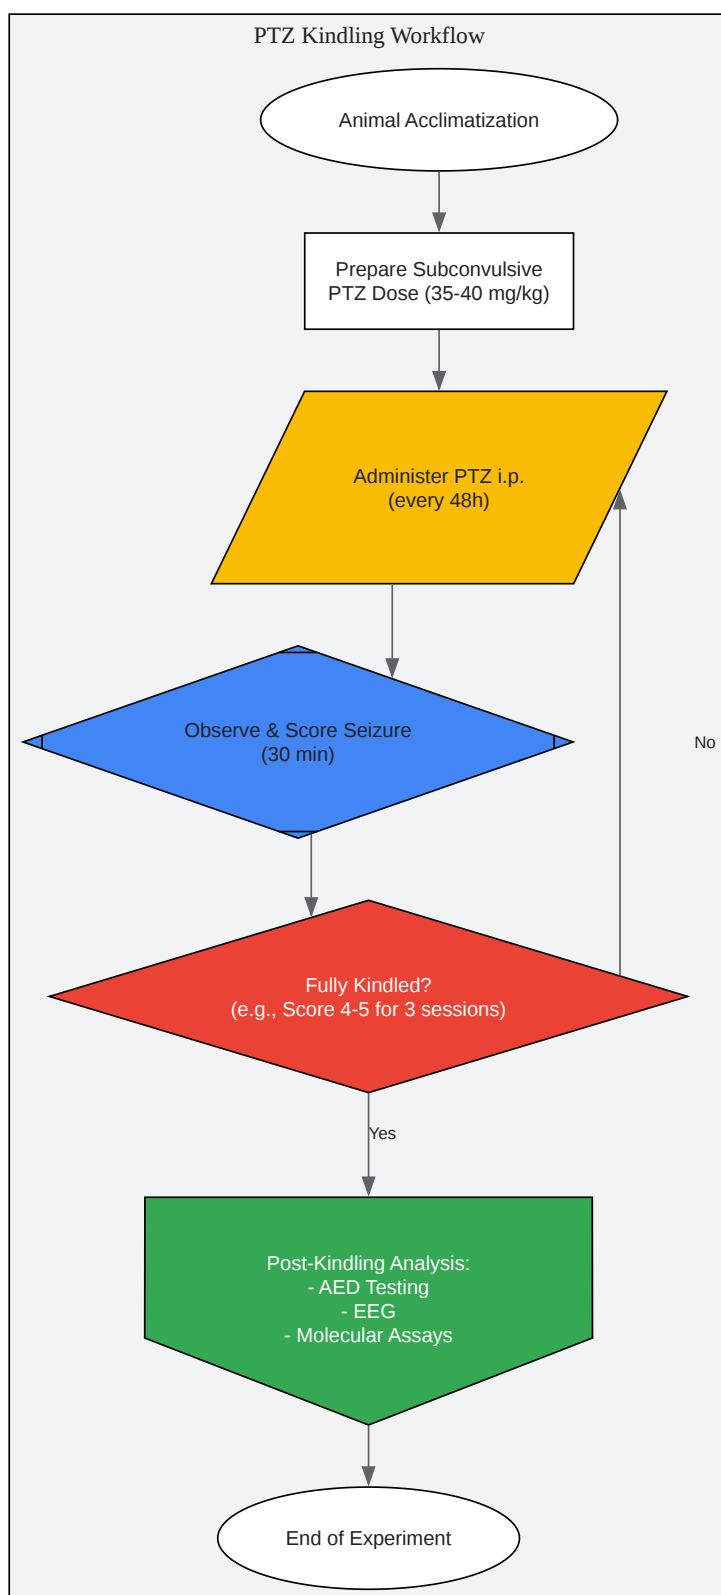 PTZ Kindling Workflow
Animal Acclimatization
Prepare Subconvulsive
PTZ Dose (35-40 mg/kg)
Administer PTZ i.p.
(every 48h)
Observe & Score Seizure
(30 min)
No
Fully Kindled?
(e.g., Score 4-5 for 3 sessions)
Yes
Post-Kindling Analysis:
- AED Testing
- EEG
- Molecular Assays
End of Experiment